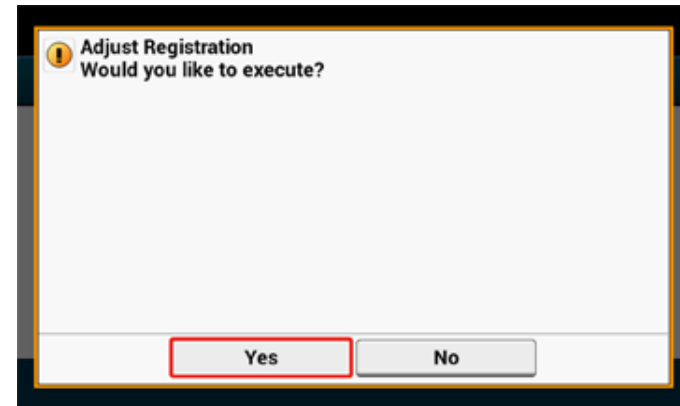 Adjust Registration
Would you like to execute?
Yes
No